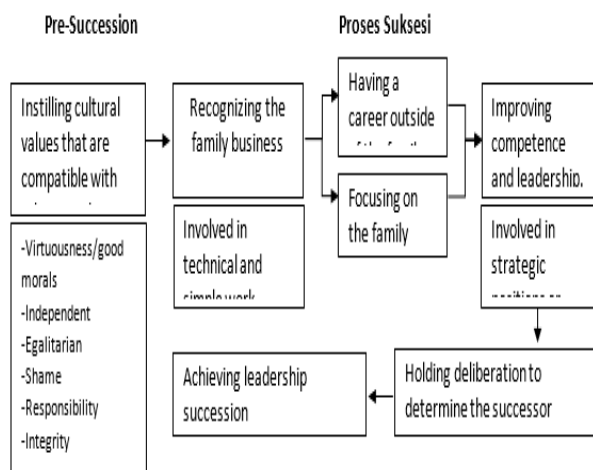 Pre-Succession
Proses Suksesi
Instilling cultural
values that are
compatible with
Recognizing the
family business
Having a
career outside
Improving
competence
and leadership.
Focusing on
the family
-Virtuousness/good
morals
-Independent
-Egalitarian
-Shame
-Responsibility
-Integrity
Involved in
technical and
simple work
Involved in
strategic
Achieving leadership
succession
Holding deliberation to
determine the successor